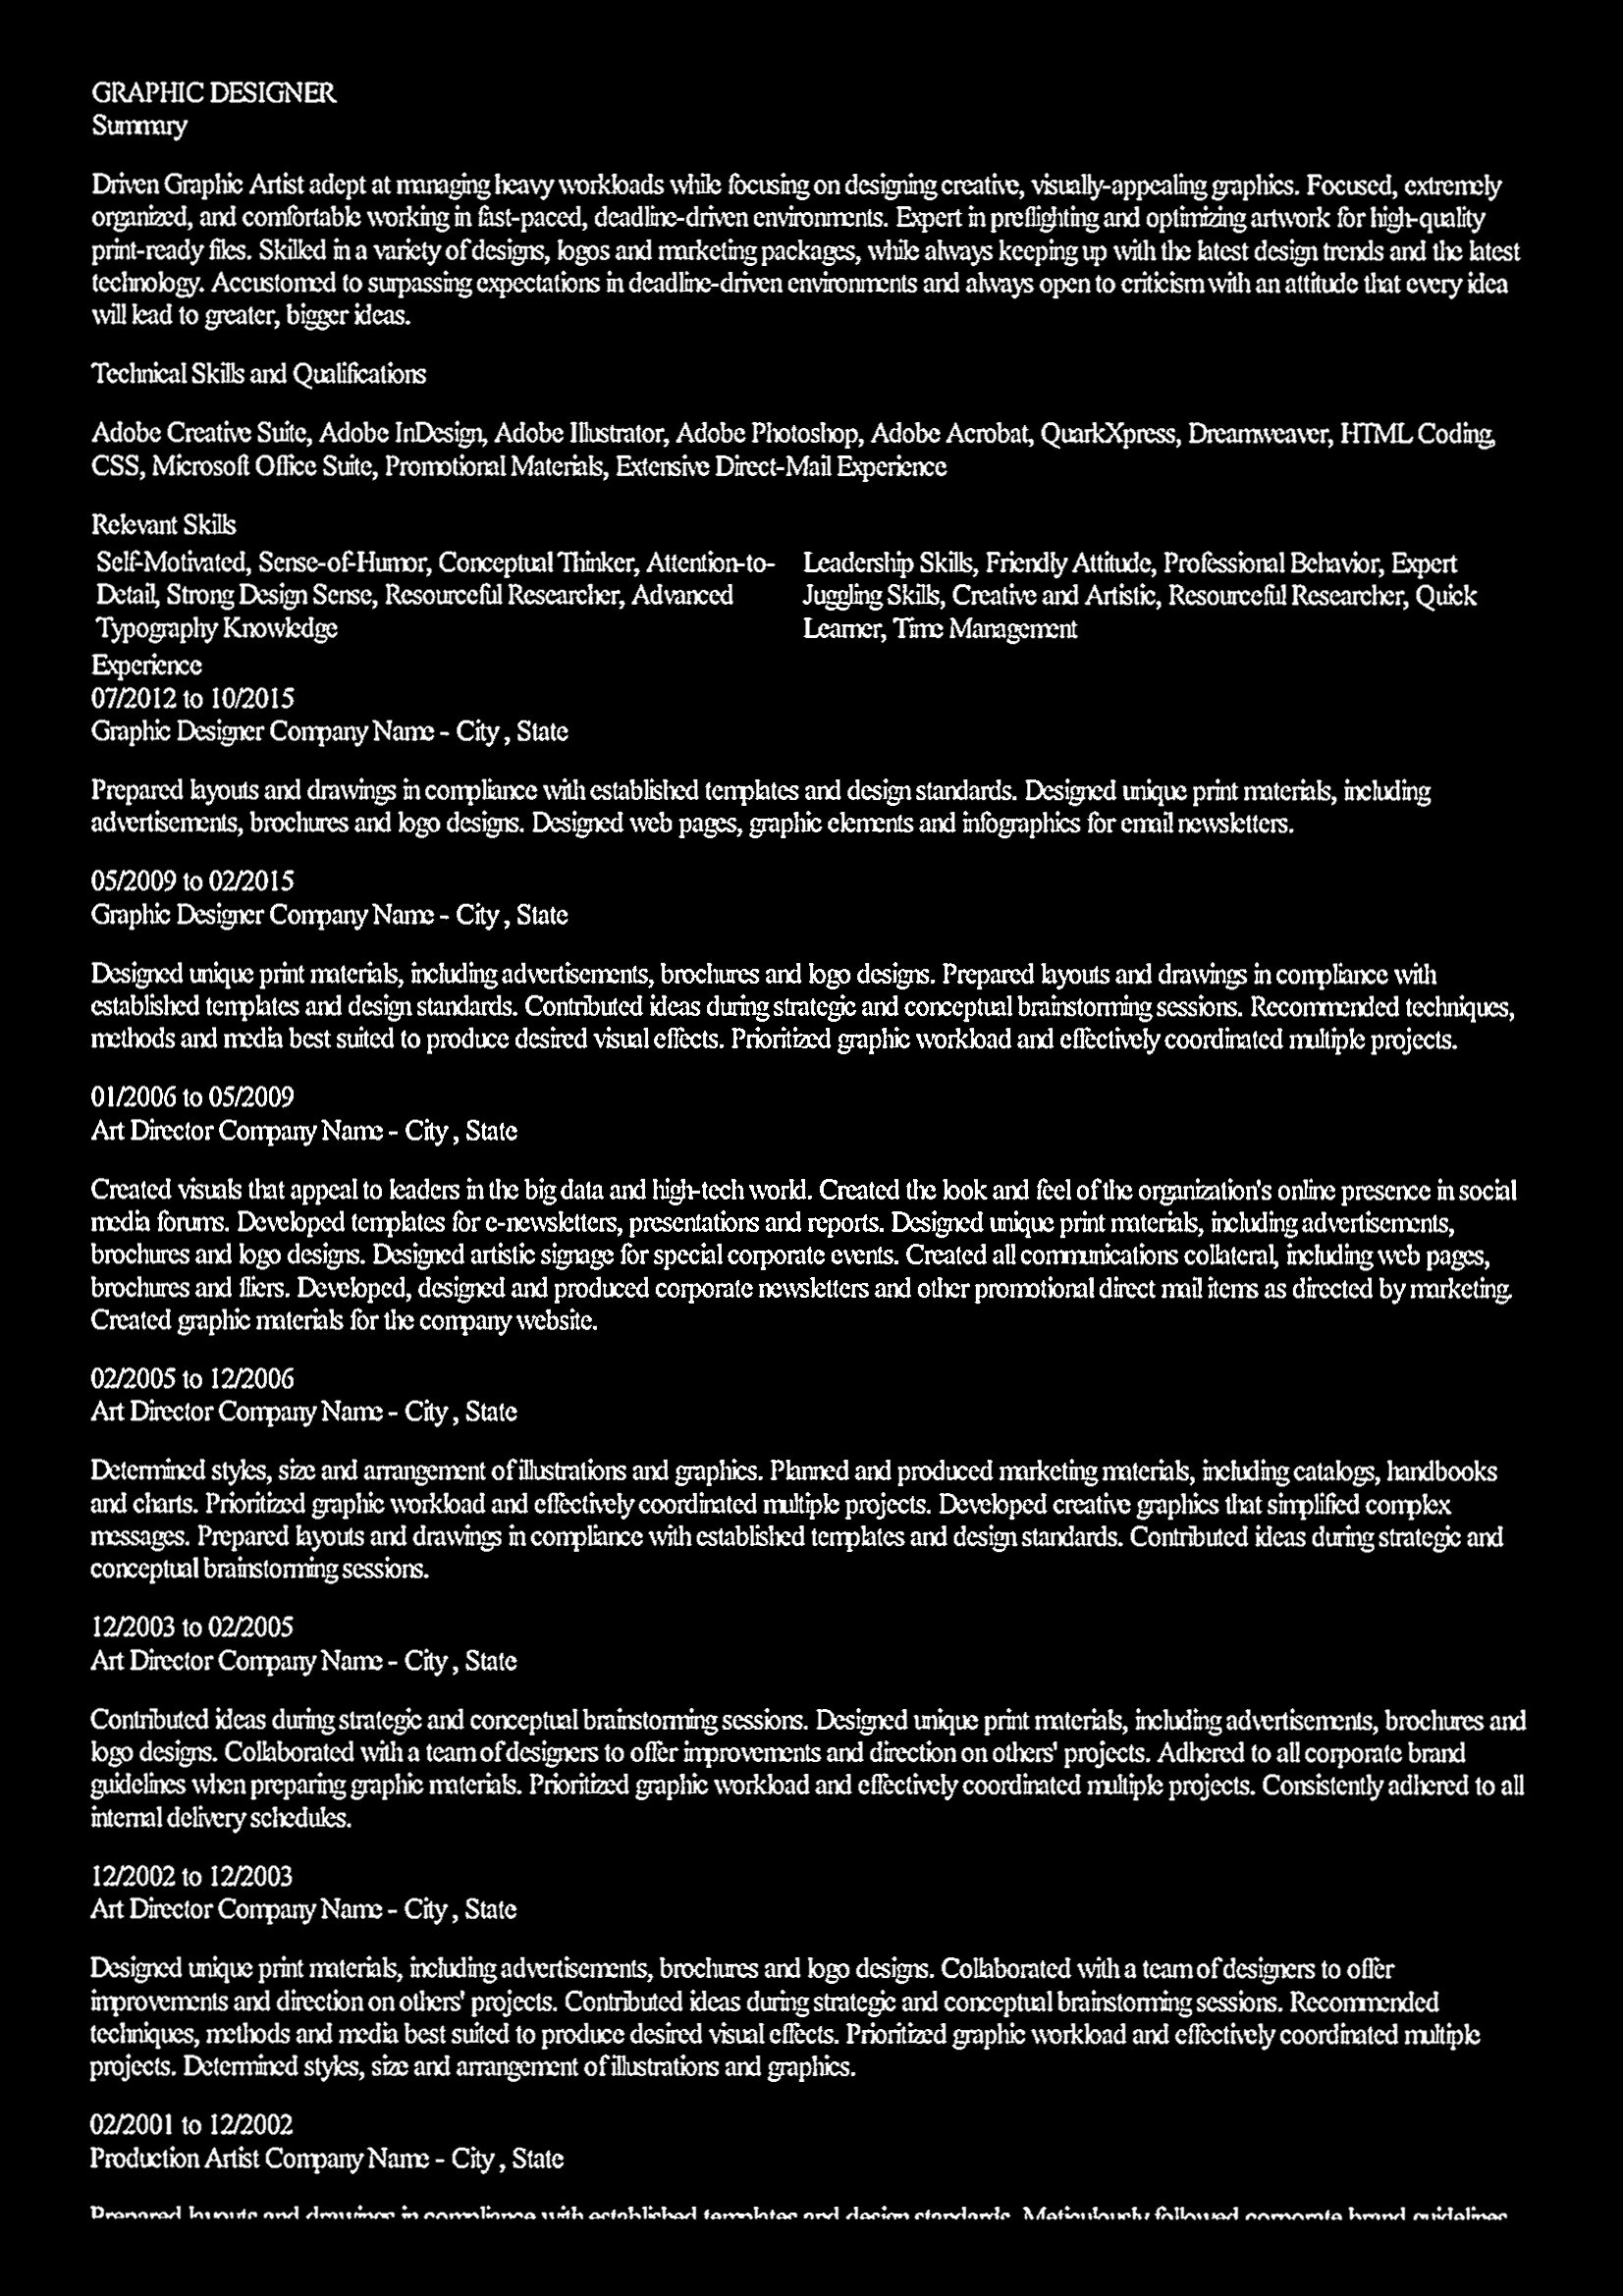 GRAPHIC DESIGNER
Summary
Driven Graphic Artist adept at managing heavy workloads while focusing on designing creative, visually-appealing graphics. Focused, extremely
organized, and comfortable working in fast-paced, deadline-driven environments. Expert in preflighting and optimizing artwork for high-quality
print-ready files. Skilled in a variety of designs, logos and marketing packages, while always keeping up with the latest design trends and the latest
technology. Accustomed to surpassing expectations in deadline-driven environments and always open to criticism with an attitude that every idea
will lead to greater, bigger ideas.
Technical Skills and Qualifications
Adobe Creative Suite, Adobe InDesign, Adobe Illustrator, Adobe Photoshop, Adobe Acrobat, QuarkXpress, Dreamweaver, HTML Coding,
CSS, Microsoft Office Suite, Promotional Materials, Extensive Direct-Mail Experience
Relevant Skills
Self-Motivated, Sense-of-Humor, Conceptual Thinker, Attention-to-
Detail, Strong Design Sense, Resourceful Researcher, Advanced
Typography Knowledge
Leadership Skills, Friendly Attitude, Professional Behavior, Expert
Juggling Skills, Creative and Artistic, Resourceful Researcher, Quick
Learner, Time Management
Experience
07/2012 to 10/2015
Graphic Designer Company Name - City , State
Prepared layouts and drawings in compliance with established templates and design standards. Designed unique print materials, including
advertisements, brochures and logo designs. Designed web pages, graphic elements and infographics for email newsletters.
05/2009 to 02/2015
Graphic Designer Company Name - City , State
Designed unique print materials, including advertisements, brochures and logo designs. Prepared layouts and drawings in compliance with
established templates and design standards. Contributed ideas during strategic and conceptual brainstorming sessions. Recommended techniques,
methods and media best suited to produce desired visual effects. Prioritized graphic workload and effectively coordinated multiple projects.
01/2006 to 05/2009
Art Director Company Name - City , State
Created visuals that appeal to leaders in the big data and high-tech world. Created the look and feel of the organization's online presence in social
media forums. Developed templates for e-newsletters, presentations and reports. Designed unique print materials, including advertisements,
brochures and logo designs. Designed artistic signage for special corporate events. Created all communications collateral, including web pages,
brochures and fliers. Developed, designed and produced corporate newsletters and other promotional direct mail items as directed by marketing.
Created graphic materials for the company website.
02/2005 to 12/2006
Art Director Company Name - City , State
Determined styles, size and arrangement of illustrations and graphics. Planned and produced marketing materials, including catalogs, handbooks
and charts. Prioritized graphic workload and effectively coordinated multiple projects. Developed creative graphics that simplified complex
messages. Prepared layouts and drawings in compliance with established templates and design standards. Contributed ideas during strategic and
conceptual brainstorming sessions.
12/2003 to 02/2005
Art Director Company Name - City , State
Contributed ideas during strategic and conceptual brainstorming sessions. Designed unique print materials, including advertisements, brochures and
logo designs. Collaborated with a team of designers to offer improvements and direction on others' projects. Adhered to all corporate brand
guidelines when preparing graphic materials. Prioritized graphic workload and effectively coordinated multiple projects. Consistently adhered to all
internal delivery schedules.
12/2002 to 12/2003
Art Director Company Name - City , State
Designed unique print materials, including advertisements, brochures and logo designs. Collaborated with a team of designers to offer
improvements and direction on others' projects. Contributed ideas during strategic and conceptual brainstorming sessions. Recommended
techniques, methods and media best suited to produce desired visual effects. Prioritized graphic workload and effectively coordinated multiple
projects. Determined styles, size and arrangement of illustrations and graphics.
02/2001 to 12/2002
Production Artist Company Name - City , State
Prepared layouts and drawings in compliance with established templates and design standards. Meticulously followed corporate brand guidelines